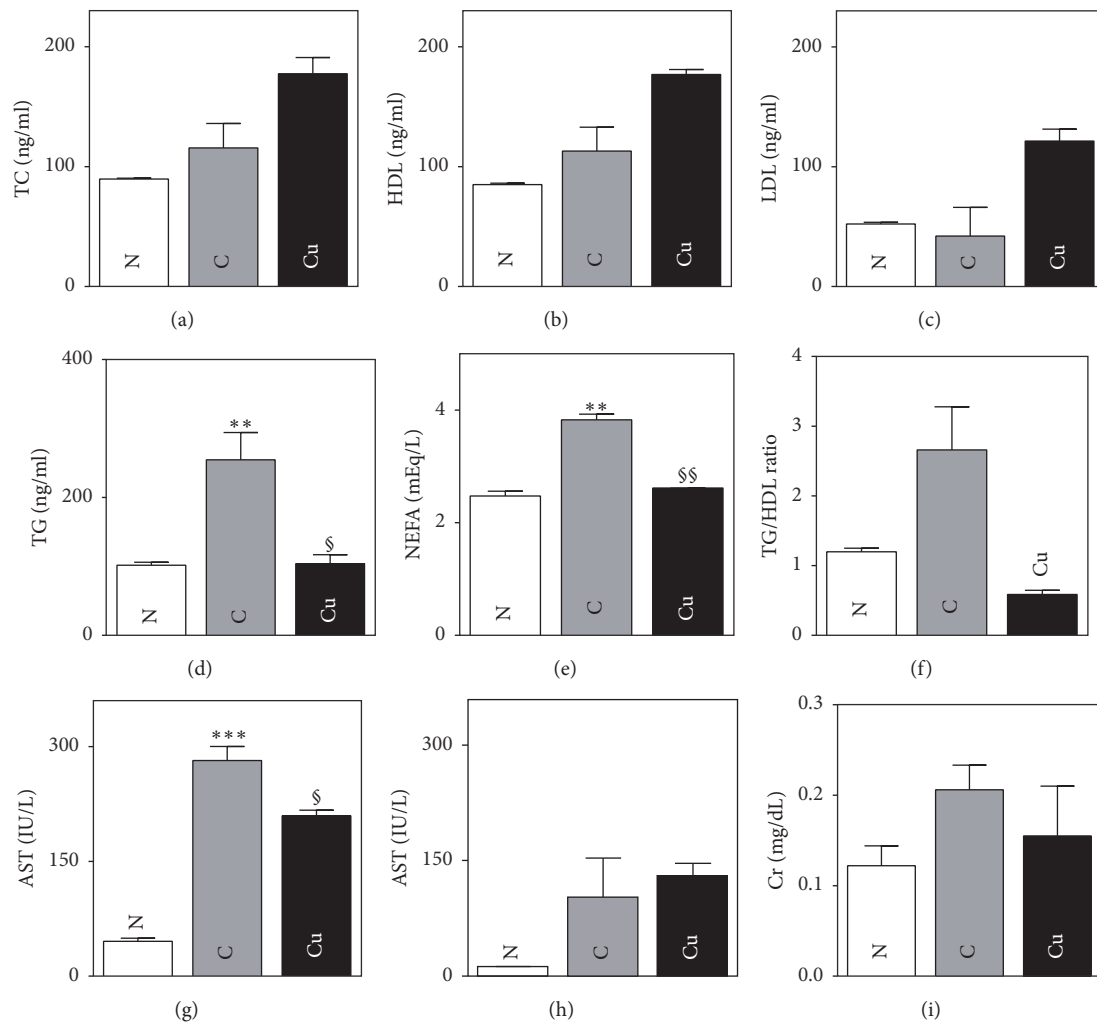 TC (ng/ml)
200
100
0
N
C
Cu
(a)
HDL (ng/ml)
200
100
0
N
C
Cu
(b)
LDL (ng/ml)
200
100
0
N
C
Cu
(c)
TG (ng/ml)
400
200
0
N
**
C
§
Cu
(d)
NEFA (mEq/L)
4
2
0
N
**
C
§§
Cu
(e)
TG/HDL ratio
4
3
2
1
0
N
C
Cu
(f)
AST (IU/L)
300
150
0
N
***
C
§
Cu
(g)
AST (IU/L)
300
150
0
N
C
Cu
(h)
Cr (mg/dL)
0.3
0.2
0.1
0.0
N
C
Cu
(i)